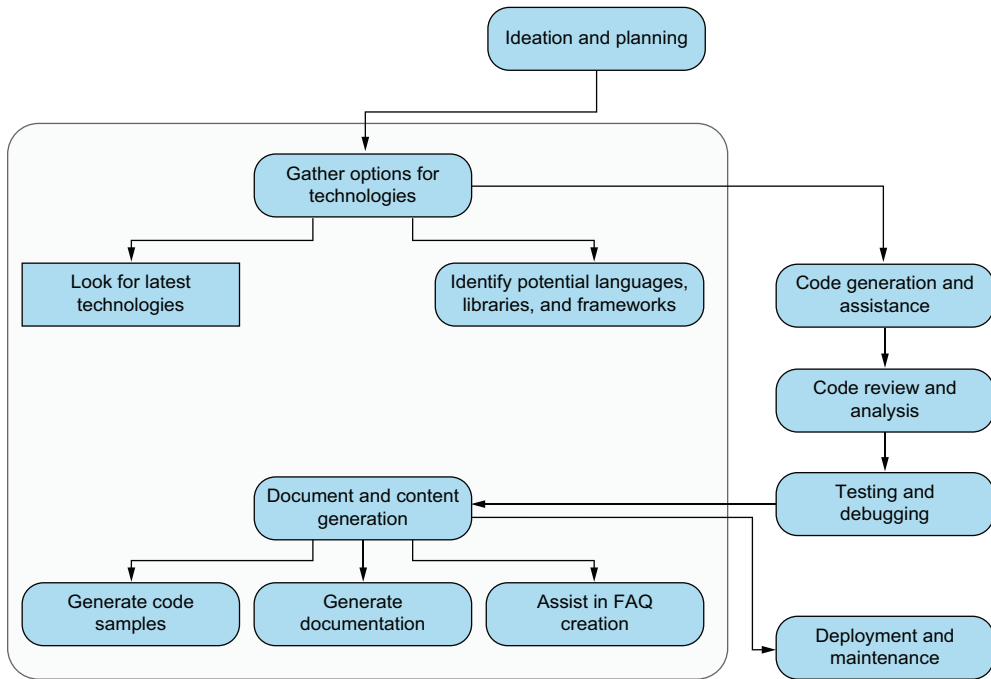 Ideation and planning
Gather options for
technologies
Look for latest
technologies
Identify potential languages,
libraries, and frameworks
Code generation and
assistance
Code review and
analysis
Testing and
debugging
Document and content
generation
Generate code
samples
Generate
documentation
Assist in FAQ
creation
Deployment and
maintenance